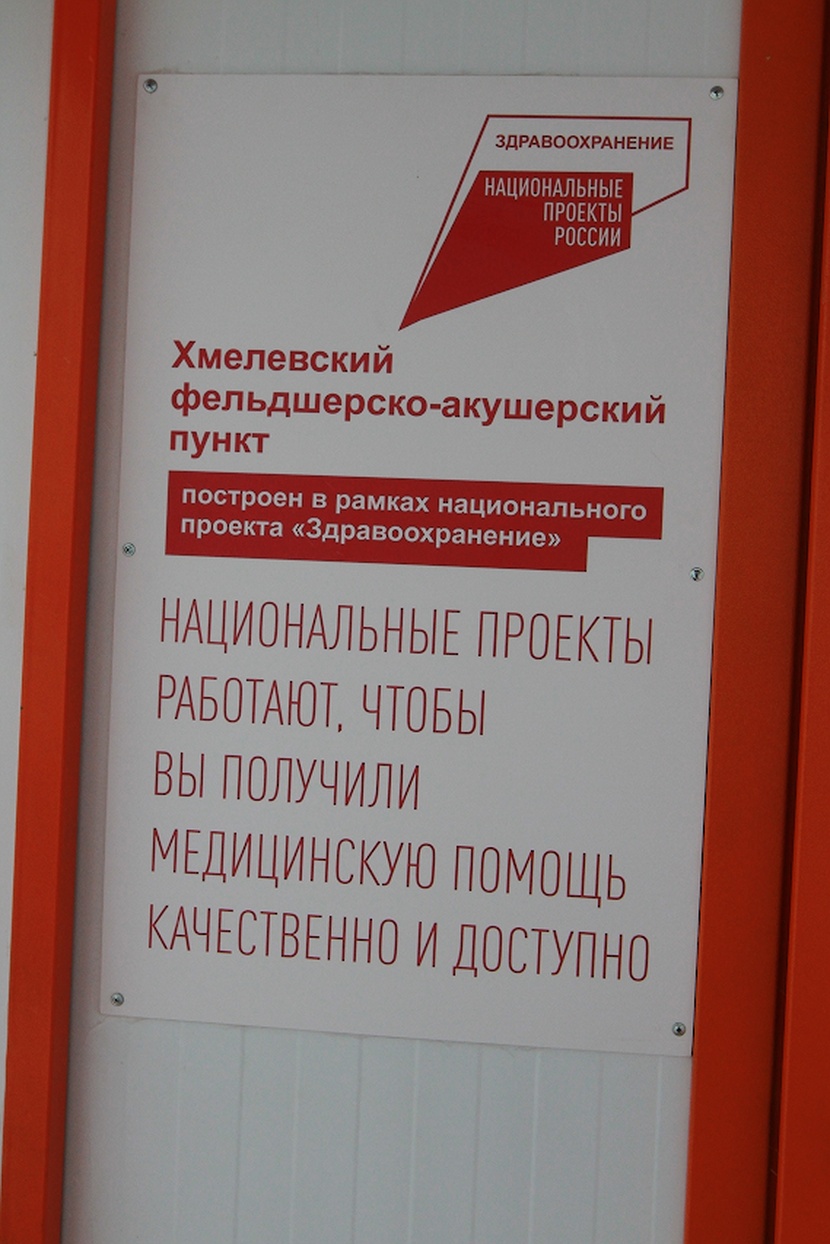 ЗДРАВООХРАНЕНИЕ
НАЦИОНАЛЬНЫЕ
ПРОЕКТЫ
РОССИИ
Хмелевский
фельдшерско-акушерский
пункт
построен в рамках национального
проекта «Здравоохранение»
НАЦИОНАЛЬНЫЕ ПРОЕКТЫ
РАБОТАЮТ, ЧТОБЫ
ВЫ ПОЛУЧИЛИ
МЕДИЦИНСКУЮ ПОМОЩЬ
КАЧЕСТВЕННО И ДОСТУПНО